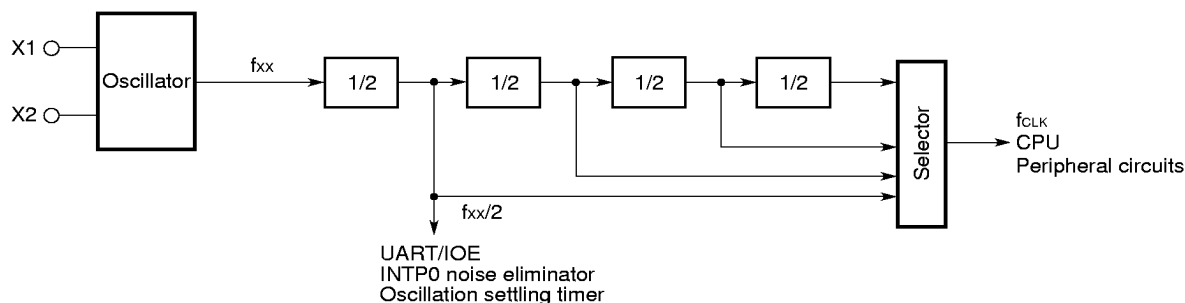 X1
X2
Oscillator
fxx
1/2
1/2
1/2
1/2
Selector
fCLK
CPU
Peripheral circuits
fxx/2
UART/IOE
INTP0 noise eliminator
Oscillation settling timer